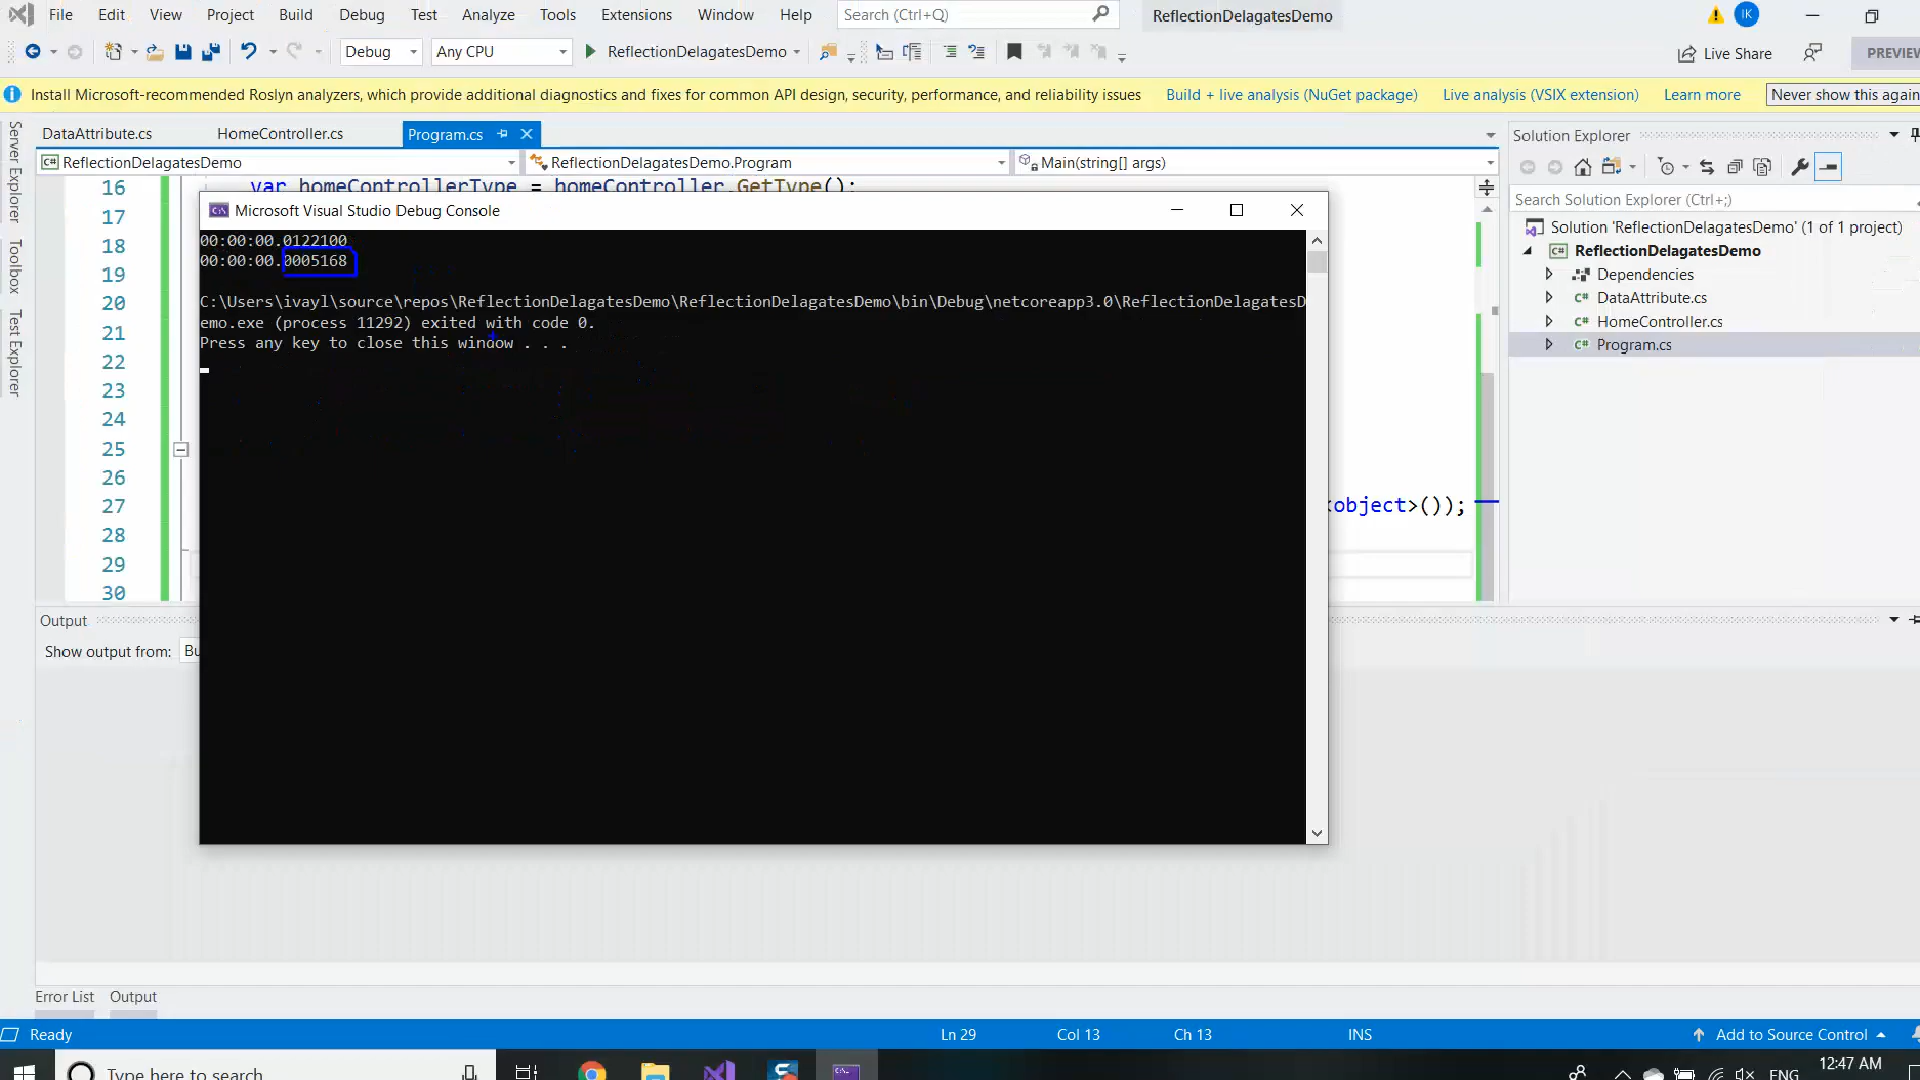 File Edit View Project Build Debug Test Analyze Tools Extensions Window Help Search (Ctrl+Q) ReflectionDelagatesDemo IK
Debug Any CPU ReflectionDelagatesDemo Live Share PREVIEW
Install Microsoft-recommended Roslyn analyzers, which provide additional diagnostics and fixes for common API design, security, performance, and reliability issues Build + live analysis (NuGet package) Live analysis (VSIX extension) Learn more Never show this again
Server Explorer
Toolbox
Test Explorer
DataAttribute.cs HomeController.cs Program.cs
ReflectionDelagatesDemo ReflectionDelagatesDemo.Program Main(string[] args)
16 var homeControllerType = homeController.GetType();
17
18
19
20
21
22
23
24
25
26
27 <object>());
28
29
30
Microsoft Visual Studio Debug Console
00:00:00.0122100
00:00:00.0005168
C:\Users\ivayl\source\repos\ReflectionDelagatesDemo\ReflectionDelagatesDemo\bin\Debug\netcoreapp3.0\ReflectionDelagatesD
emo.exe (process 11292) exited with code 0.
Press any key to close this window . . .
Solution Explorer
Search Solution Explorer (Ctrl+;)
Solution 'ReflectionDelagatesDemo' (1 of 1 project)
C# ReflectionDelagatesDemo
Dependencies
C# DataAttribute.cs
C# HomeController.cs
C# Program.cs
Output
Show output from: Bu
Error List Output
Ready Ln 29 Col 13 Ch 13 INS Add to Source Control
Type here to search ENG 12:47 AM